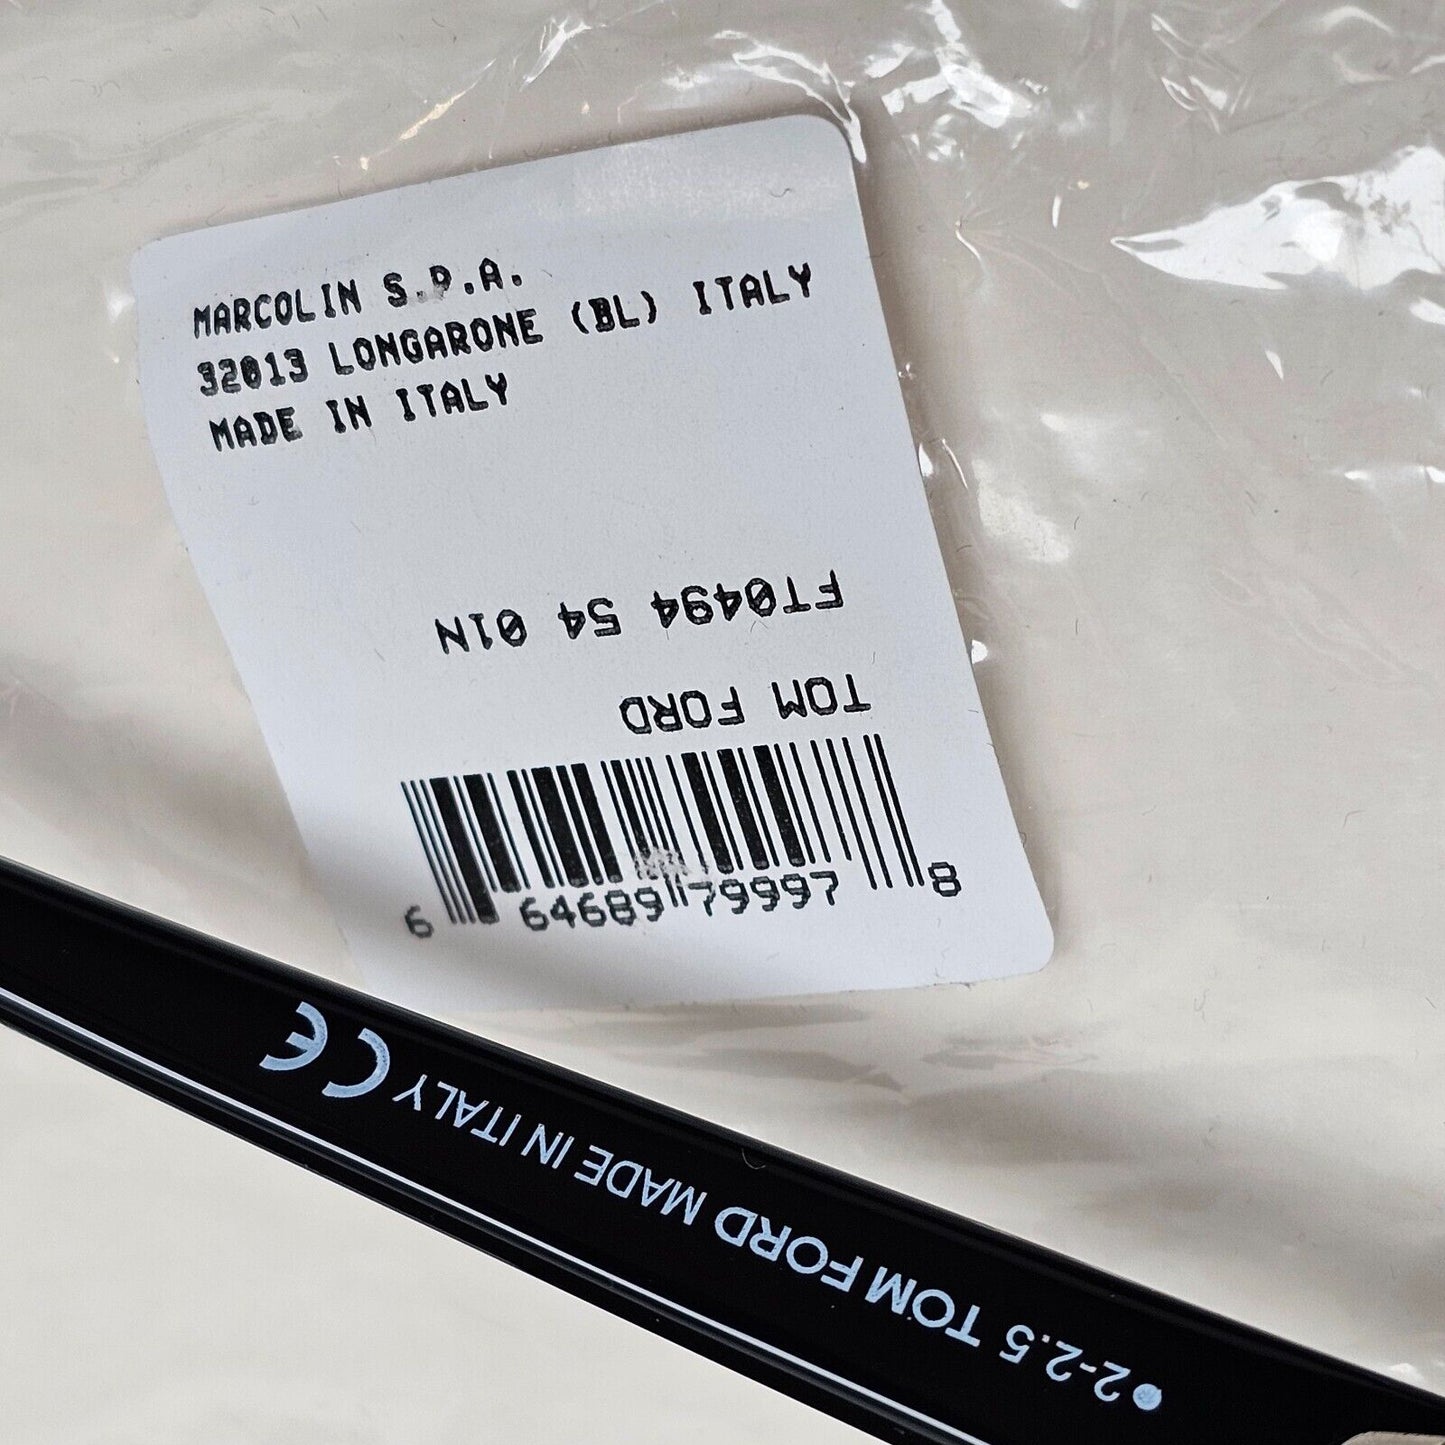 MARCOLIN S.P.A.
32013 LONGARONE (BL) ITALY
MADE IN ITALY
FT0494 54 01N
TOM FORD
6 64689 79997 8
•2-2.5 TOM FORD MADE IN ITALY CE